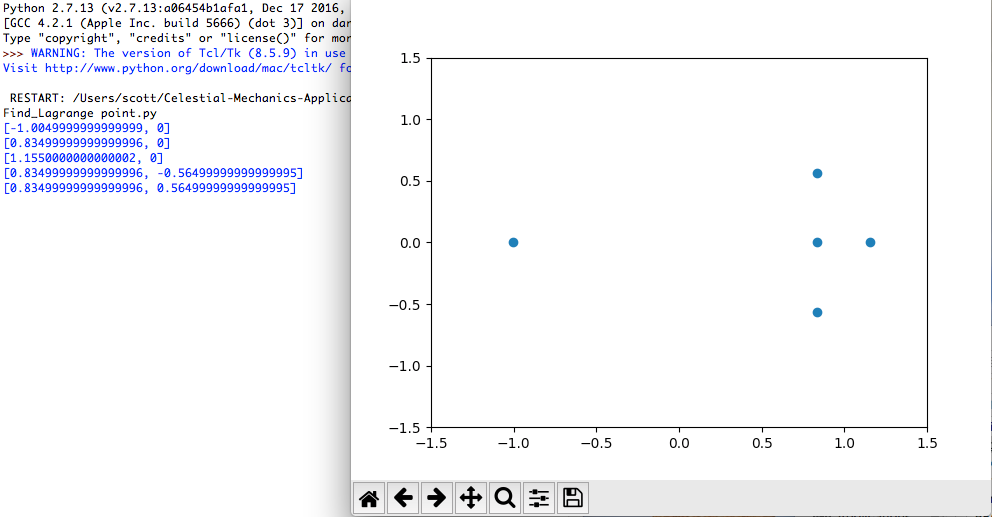 Python 2.7.13 (v2.7.13:a06454b1afa1, Dec 17 2016,
[GCC 4.2.1 (Apple Inc. build 5666) (dot 3)] on dar
Type "copyright", "credits" or "license()" for mor
>>> WARNING: The version of Tcl/Tk (8.5.9) in use
Visit http://www.python.org/download/mac/tcltk/ fo
RESTART: /Users/scott/Celestial-Mechanics-Applica
Find_Lagrange point.py
[-1.0049999999999999, 0]
[0.83499999999999996, 0]
[1.1550000000000002, 0]
[0.83499999999999996, -0.56499999999999995]
[0.83499999999999996, 0.56499999999999995]
1.5
1.0
0.5
0.0
−0.5
−1.0
−1.5
−1.5 −1.0 −0.5 0.0 0.5 1.0 1.5